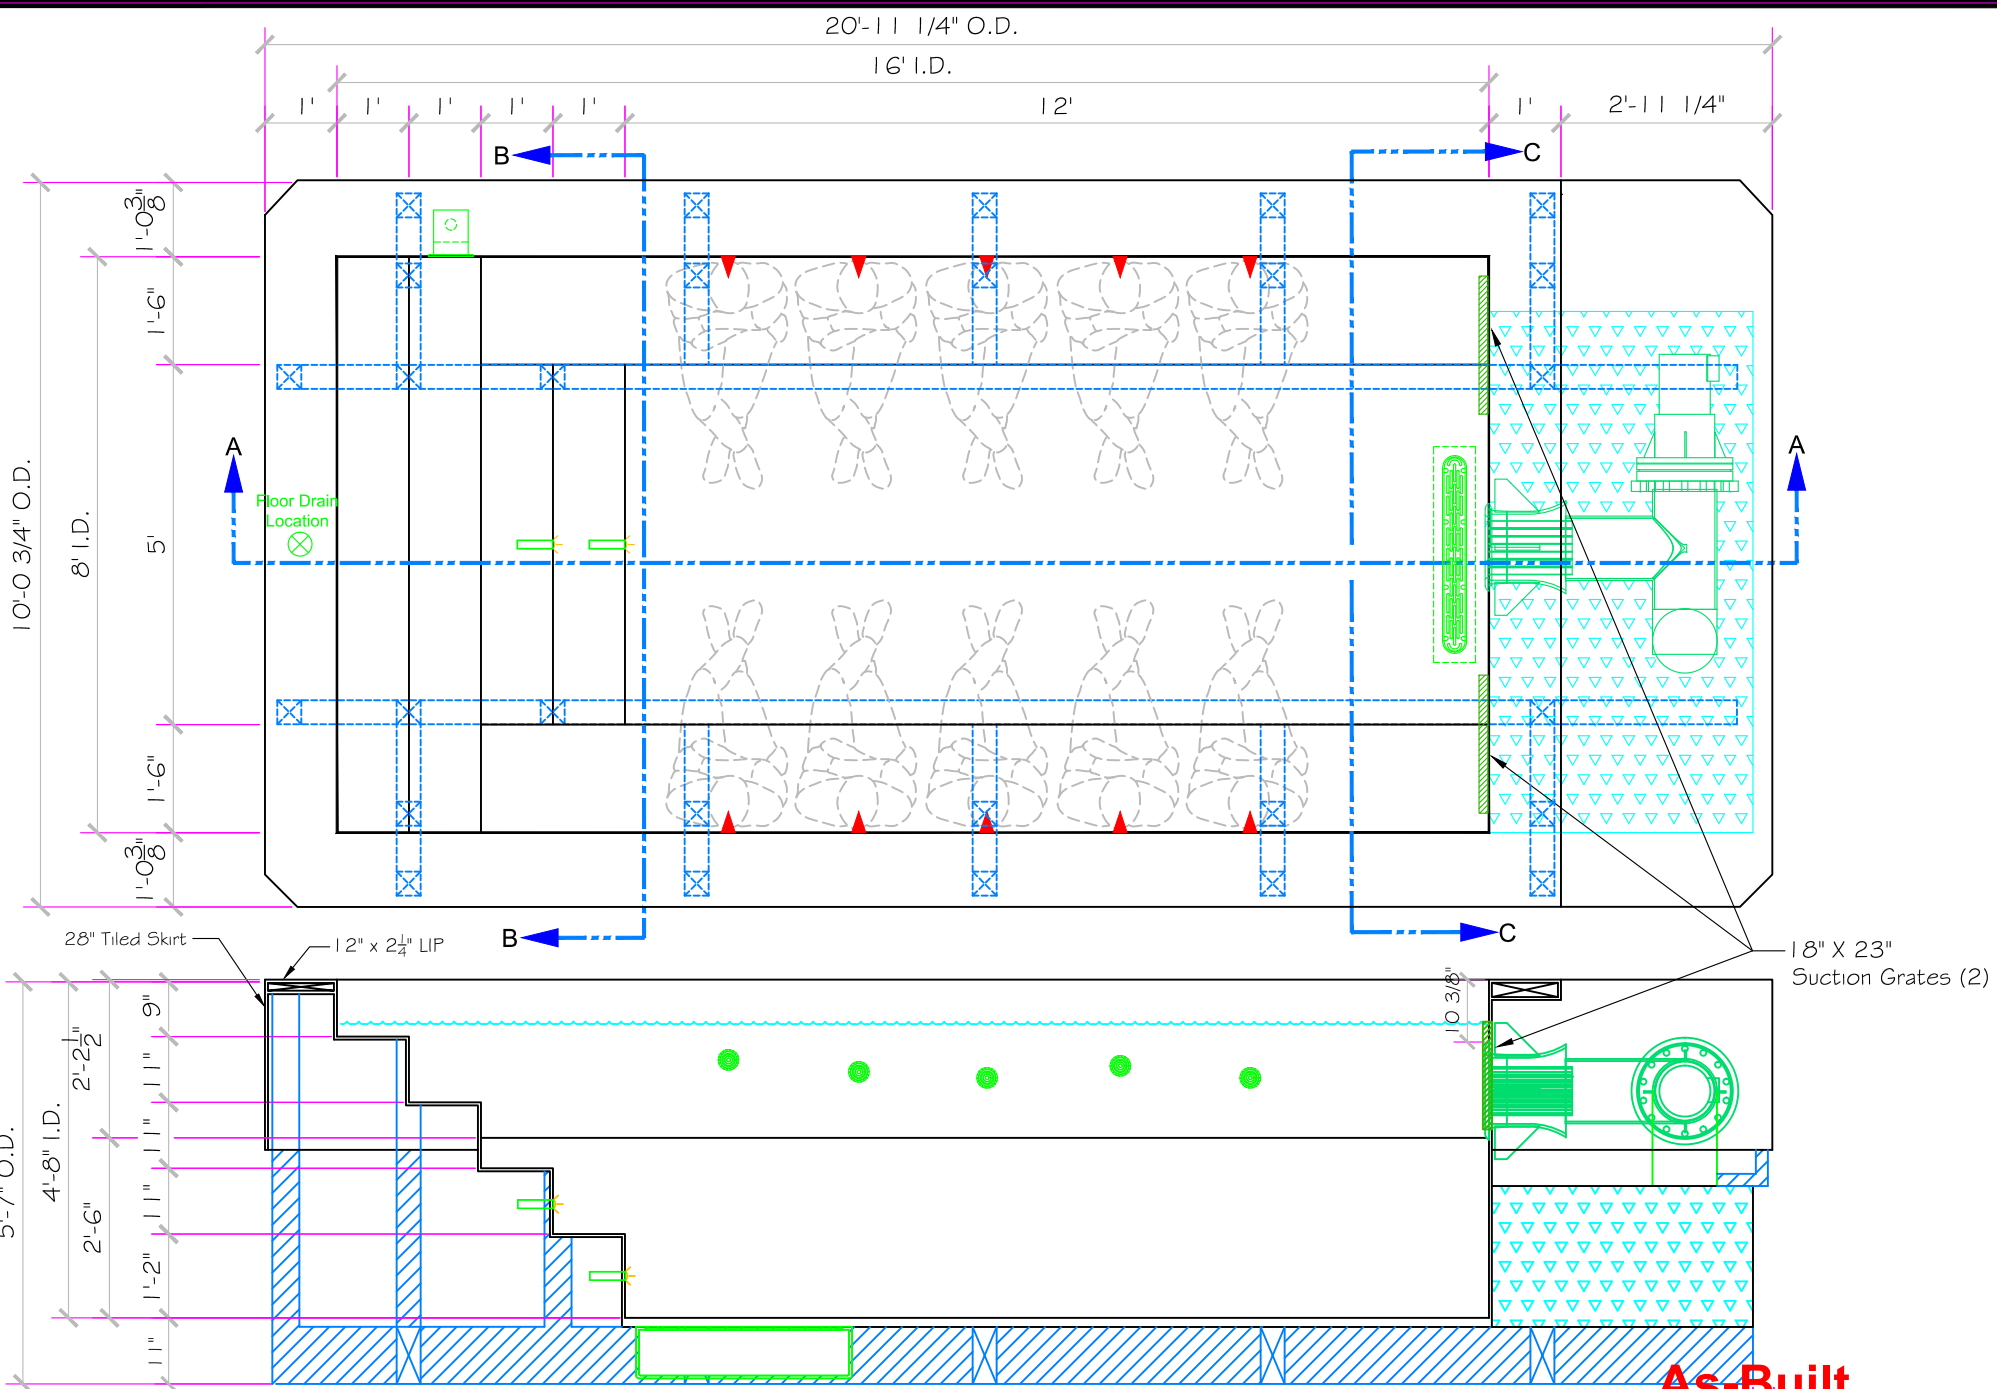 20'-11 1/4" O.D.
16' I.D.
1' 1' 1' 1' 1' 12' 1' 2'-11 1/4"
B
C
1'-0 3/8"
1'-6"
5'
1'-6"
1'-0 3/8"
8' I.D.
10'-0 3/4" O.D.
A
A
Floor Drain
Location
B
C
28" Tiled Skirt
12" x 2 1/4" LIP
18" X 23"
Suction Grates (2)
10 3/8"
9"
11"
11"
11"
1'-2"
11"
2'-2 1/2"
2'-6"
4'-8" I.D.
5'-7" O.D.
As-Built